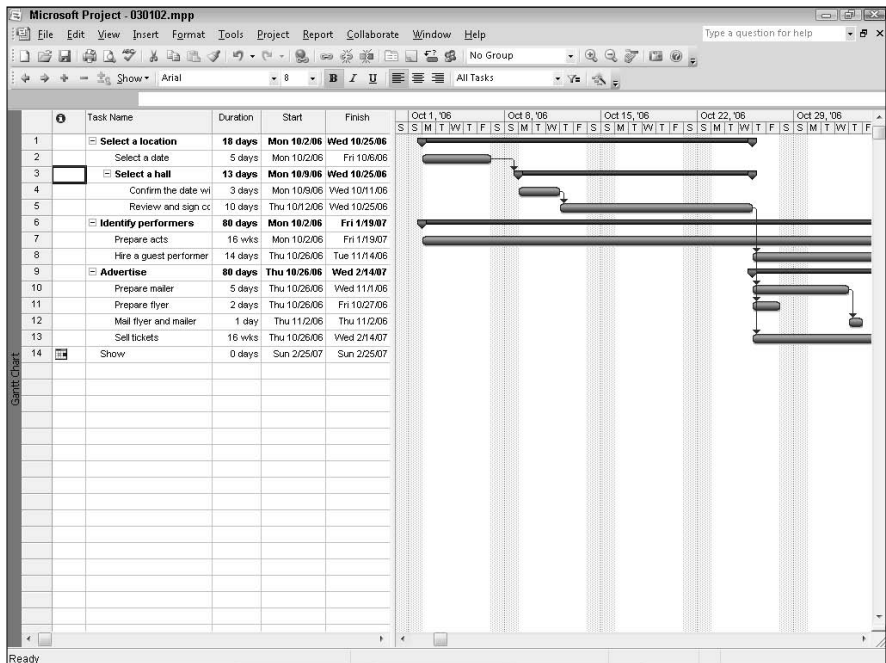 Microsoft Project - 030102.mpp
File Edit View Insert Format Tools Project Report Collaborate Window Help Type a question for help
No Group
Show Arial 8 B I U All Tasks
Task Name Duration Start Finish Oct 1, '06 Oct 8, '06 Oct 15, '06 Oct 22, '06 Oct 29, '06
S S M T W T F S S M T W T F S S M T W T F S S M T W T F S S M T W T F
1 Select a location 18 days Mon 10/2/06 Wed 10/25/06
2 Select a date 5 days Mon 10/2/06 Fri 10/6/06
3 Select a hall 13 days Mon 10/9/06 Wed 10/25/06
4 Confirm the date wi 3 days Mon 10/9/06 Wed 10/11/06
5 Review and sign co 10 days Thu 10/12/06 Wed 10/25/06
6 Identify performers 80 days Mon 10/2/06 Fri 1/19/07
7 Prepare acts 16 wks Mon 10/2/06 Fri 1/19/07
8 Hire a guest performer 14 days Thu 10/26/06 Tue 11/14/06
9 Advertise 80 days Thu 10/26/06 Wed 2/14/07
10 Prepare mailer 5 days Thu 10/26/06 Wed 11/1/06
11 Prepare flyer 2 days Thu 10/26/06 Fri 10/27/06
12 Mail flyer and mailer 1 day Thu 11/2/06 Thu 11/2/06
13 Sell tickets 16 wks Thu 10/26/06 Wed 2/14/07
14 Show 0 days Sun 2/25/07 Sun 2/25/07
Gantt Chart
Ready